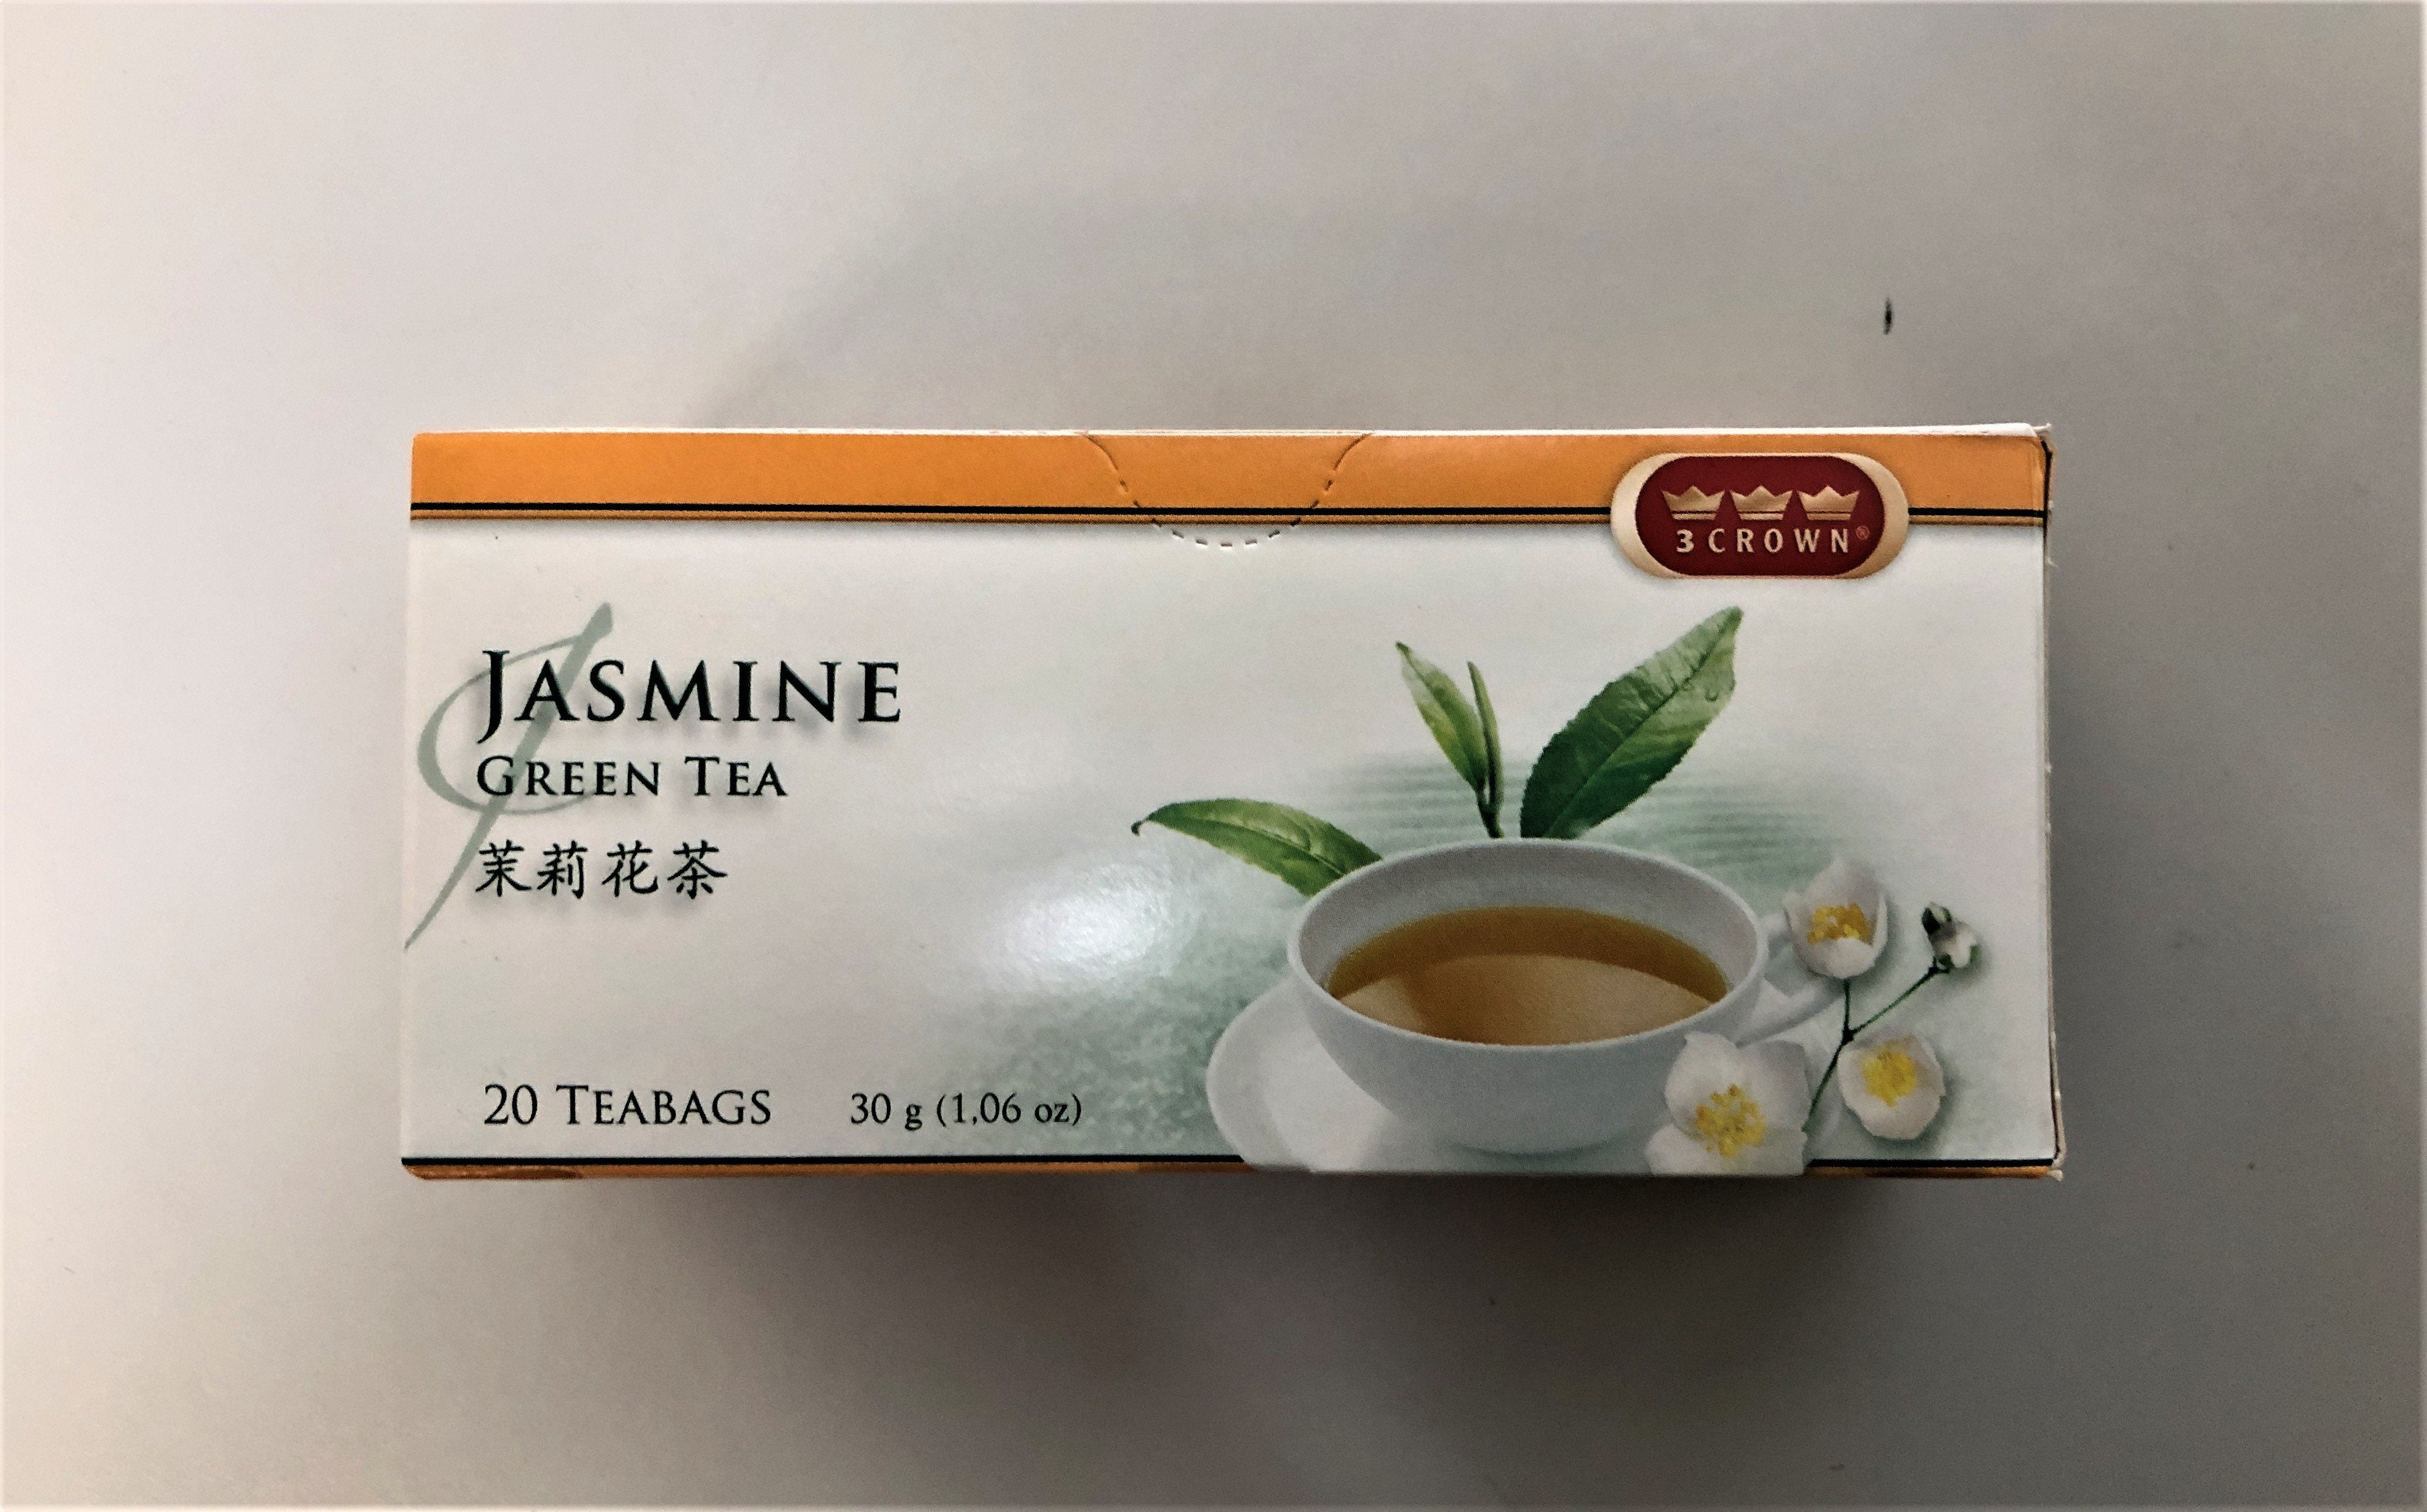 3 CROWN®
JASMINE
GREEN TEA
茉莉花茶
20 TEABAGS 30 g (1,06 oz)